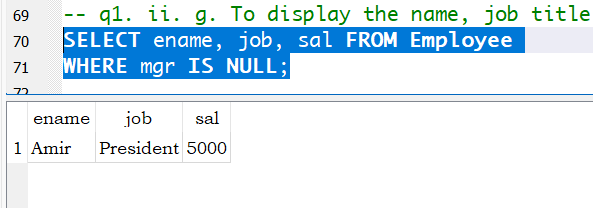 69 -- q1. ii. g. To display the name, job title
70 SELECT ename, job, sal FROM Employee
71 WHERE mgr IS NULL;
72
ename job sal
1 Amir President 5000